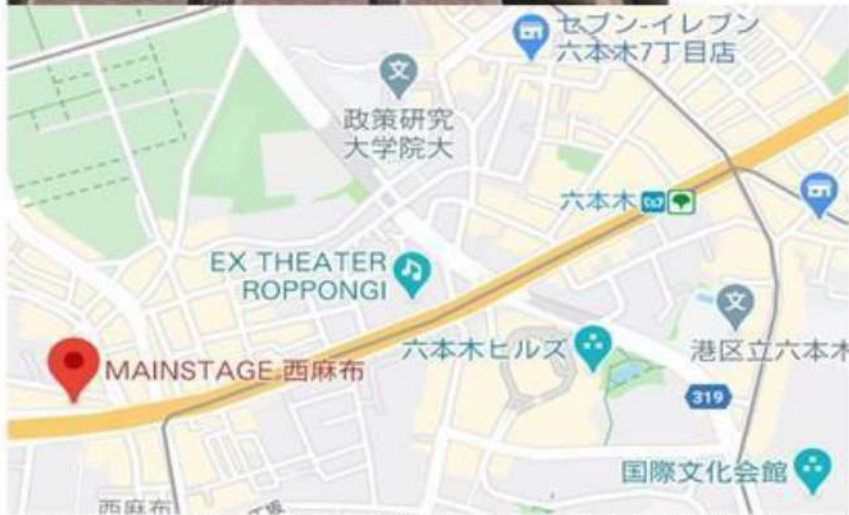 セブン-イレブン
六本木7丁目店
政策研究
大学院大
六本木
EX THEATER
ROPPONGI
六本木ヒルズ
港区立六本木
MAINSTAGE 西麻布
319
国際文化会館
西麻布